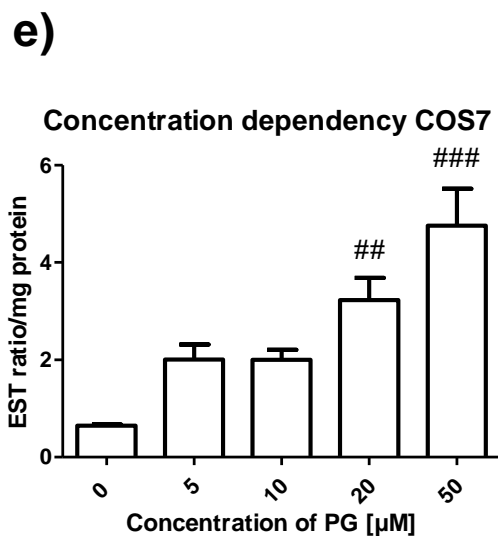 e)
Concentration dependency COS7
###
##
6
4
2
0
EST ratio/mg protein
0 5 10 20 50
Concentration of PG [µM]